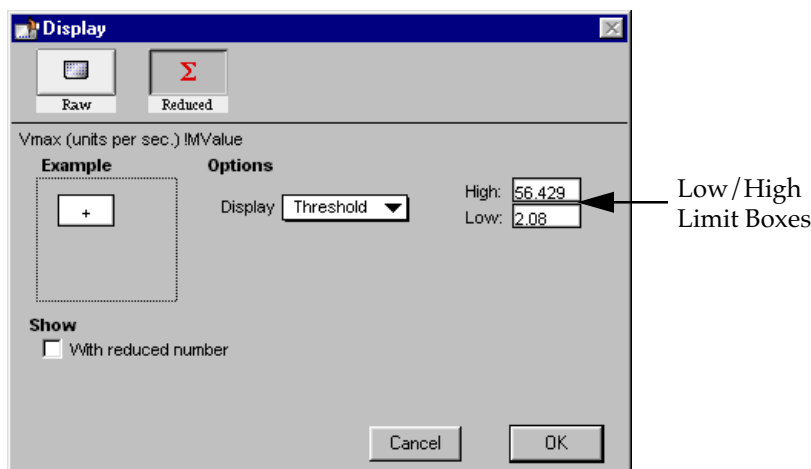 Display
Σ
Raw
Reduced
Vmax (units per sec.) !MValue
Example
Options
+
Display Threshold
High: 56.429
Low: 2.08
Low/High
Limit Boxes
Show
With reduced number
Cancel
OK